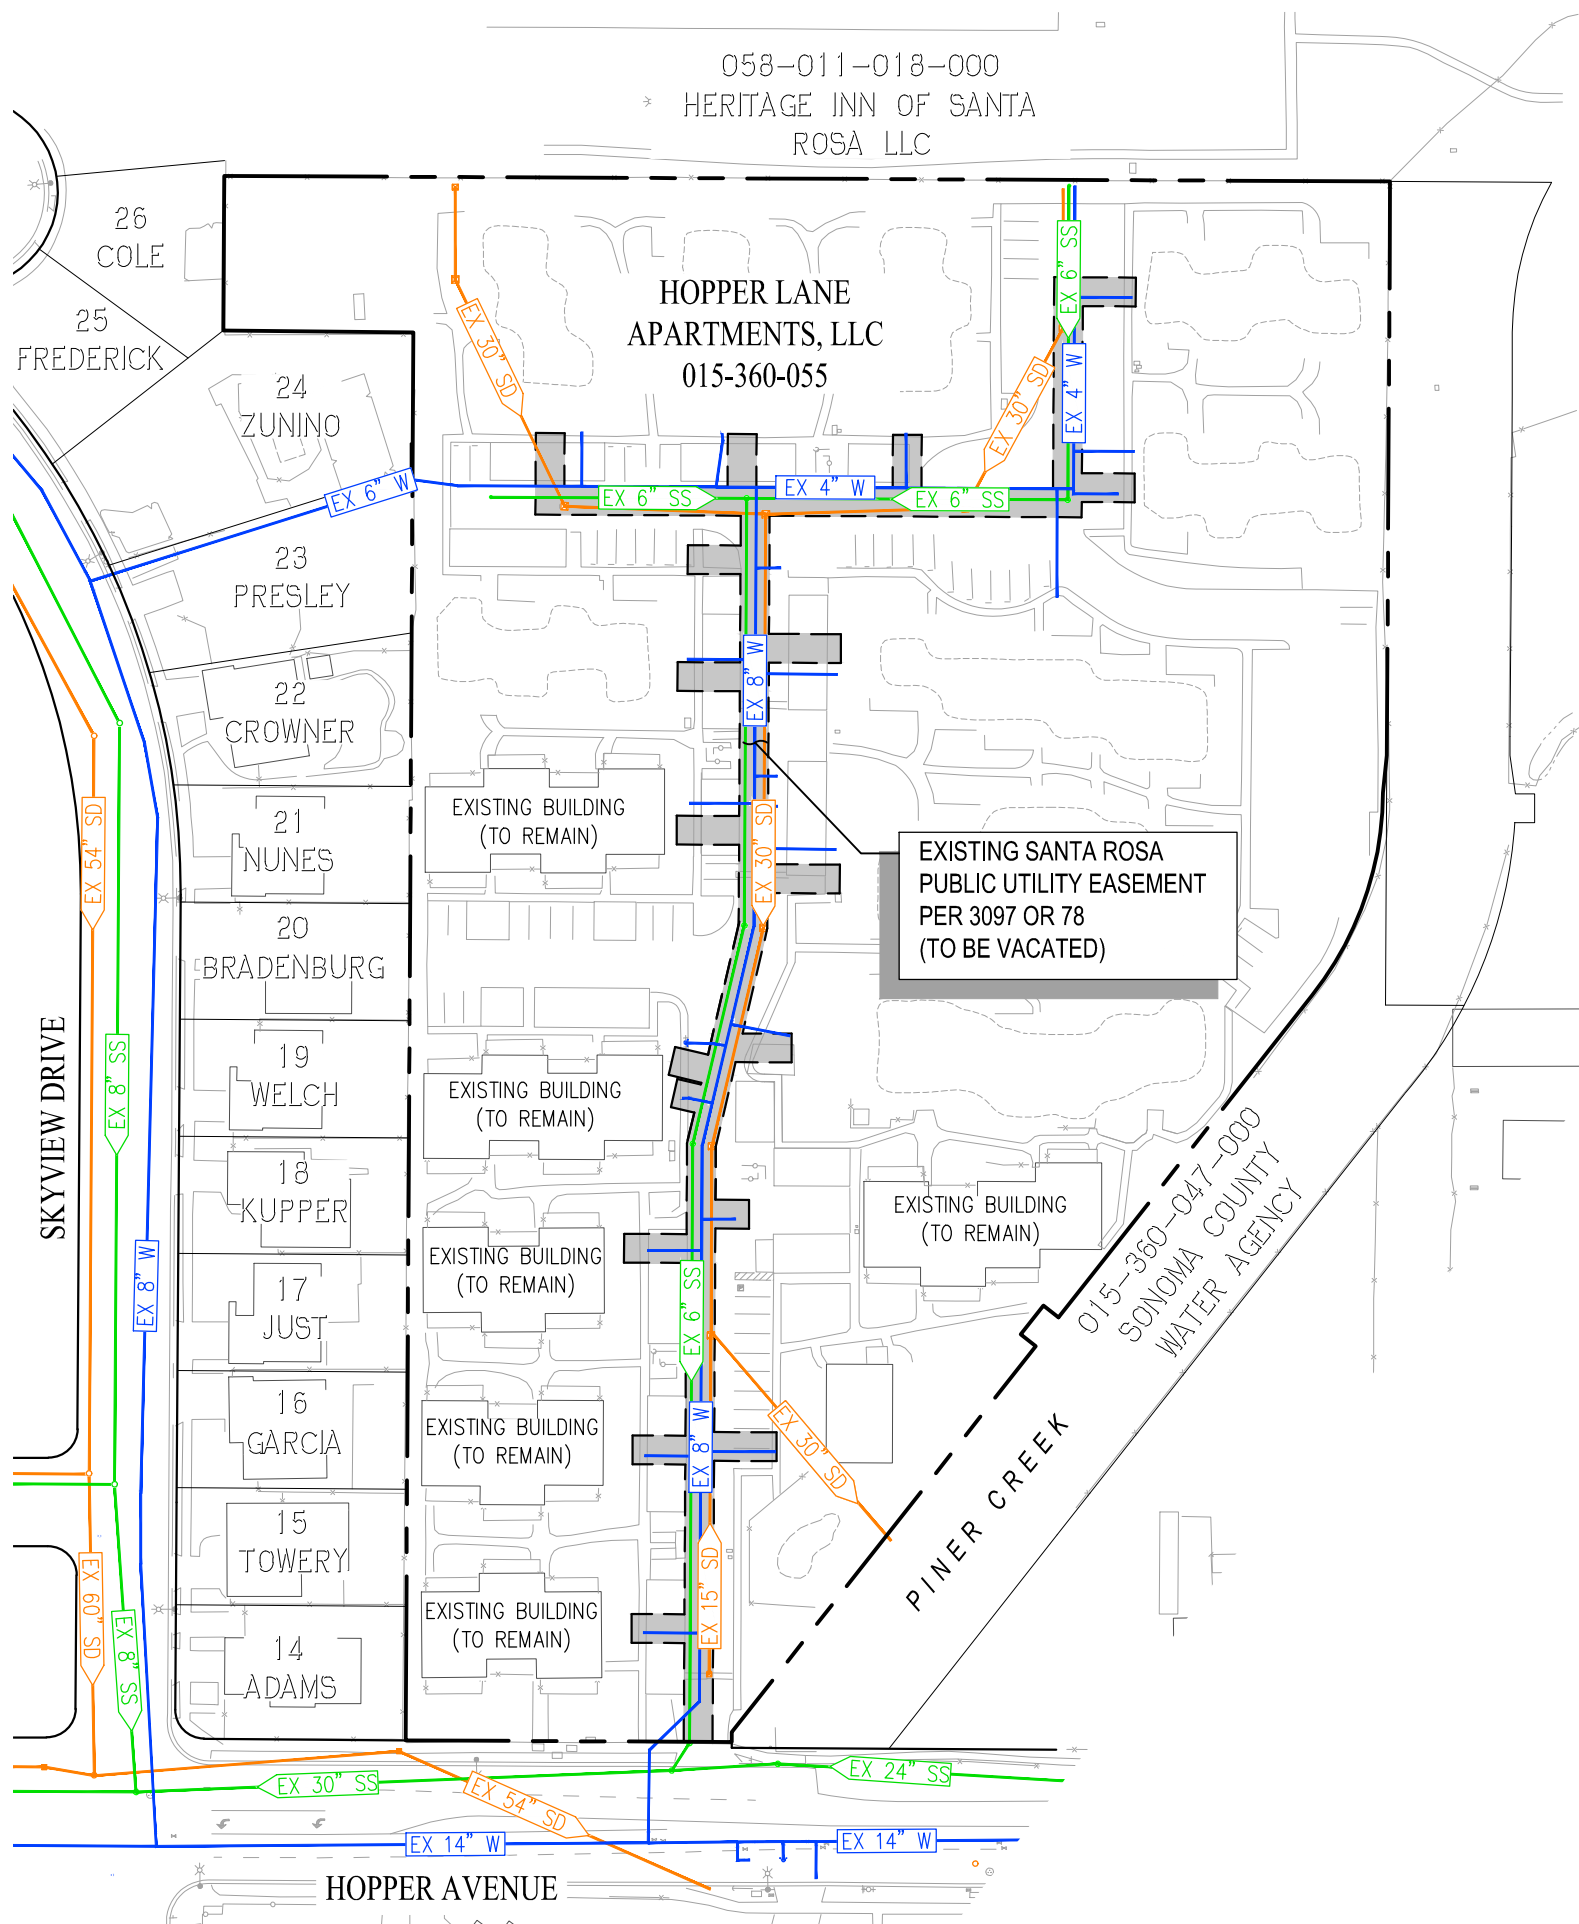 058-011-018-000
HERITAGE INN OF SANTA
ROSA LLC
26
COLE
25
FREDERICK
24
ZUNINO
23
PRESLEY
22
CROWNER
21
NUNES
20
BRADENBURG
19
WELCH
18
KUPPER
17
JUST
16
GARCIA
15
TOWERY
14
ADAMS
HOPPER LANE
APARTMENTS, LLC
015-360-055
EX 30" SD
EX 6" SS
EX 4" W
EX 30" SD
EX 6" W
EX 6" SS
EX 4" W
EX 6" SS
EX 8" W
EX 30" SD
EXISTING SANTA ROSA
PUBLIC UTILITY EASEMENT
PER 3097 OR 78
(TO BE VACATED)
EXISTING BUILDING
(TO REMAIN)
EXISTING BUILDING
(TO REMAIN)
EXISTING BUILDING
(TO REMAIN)
EXISTING BUILDING
(TO REMAIN)
EXISTING BUILDING
(TO REMAIN)
EXISTING BUILDING
(TO REMAIN)
EX 54" SD
EX 8" SS
SKYVIEW DRIVE
EX 8" W
EX 60" SD
EX 8" SS
EX 6" SS
EX 8" W
EX 30" SD
EX 15" SD
015-360-047-000
SONOMA COUNTY
WATER AGENCY
PINER CREEK
EX 30" SS
EX 54" SD
EX 24" SS
EX 14" W
EX 14" W
HOPPER AVENUE